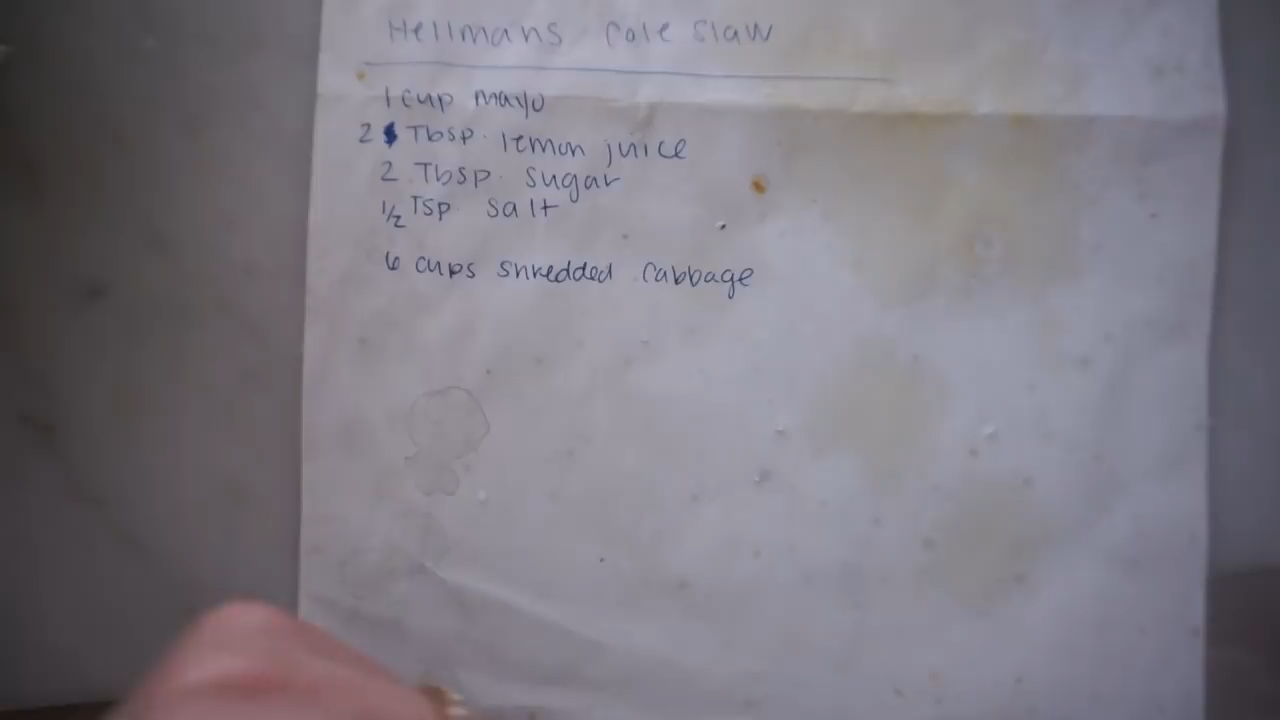 Hellmans Cole Slaw
1 cup mayo
2 Tbsp. lemon juice
2 Tbsp. sugar
1/2 Tsp. salt
6 cups shredded cabbage